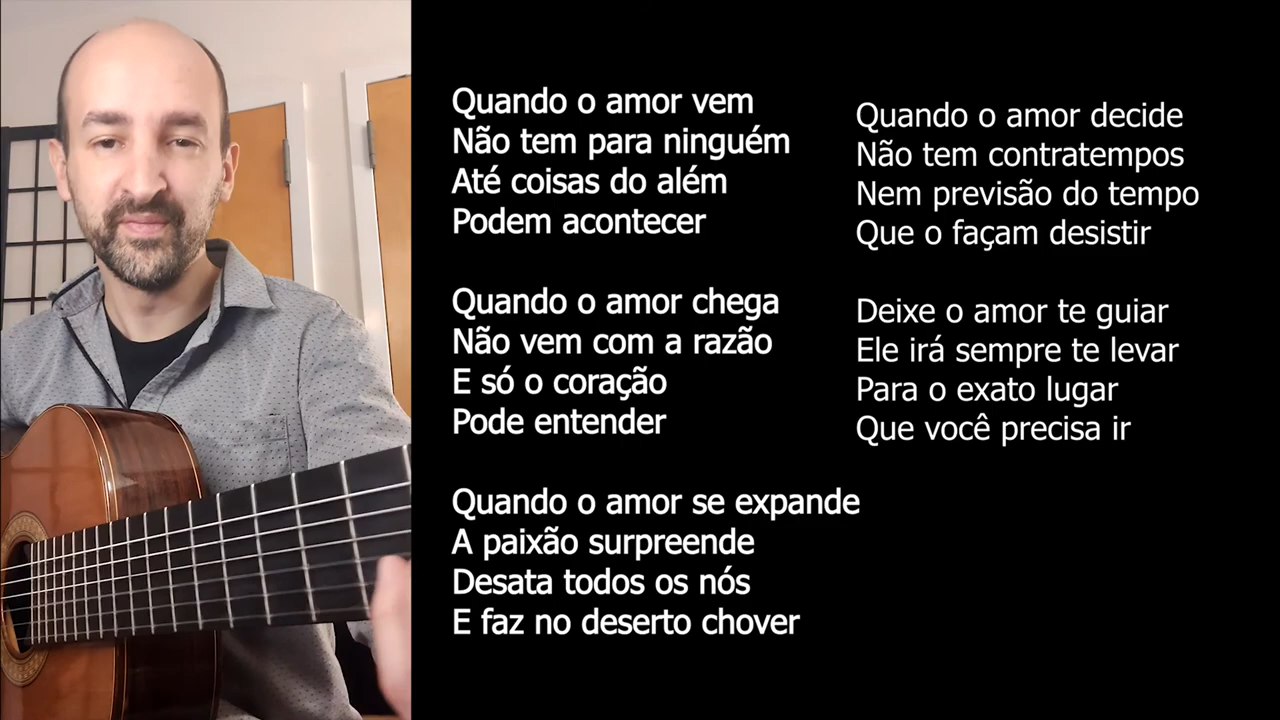 Quando o amor vem
Não tem para ninguém
Até coisas do além
Podem acontecer
Quando o amor chega
Não vem com a razão
E só o coração
Pode entender
Quando o amor se expande
A paixão surpreende
Desata todos os nós
E faz no deserto chover
Quando o amor decide
Não tem contratempos
Nem previsão do tempo
Que o façam desistir
Deixe o amor te guiar
Ele irá sempre te levar
Para o exato lugar
Que você precisa ir